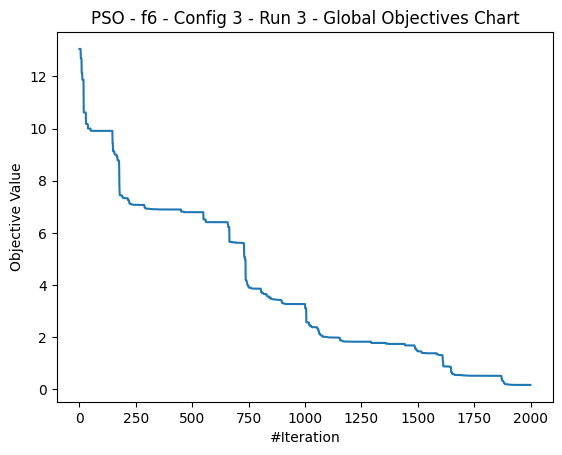 PSO - f6 - Config 3 - Run 3 - Global Objectives Chart
Objective Value
12
10
8
6
4
2
0
0 250 500 750 1000 1250 1500 1750 2000
#Iteration